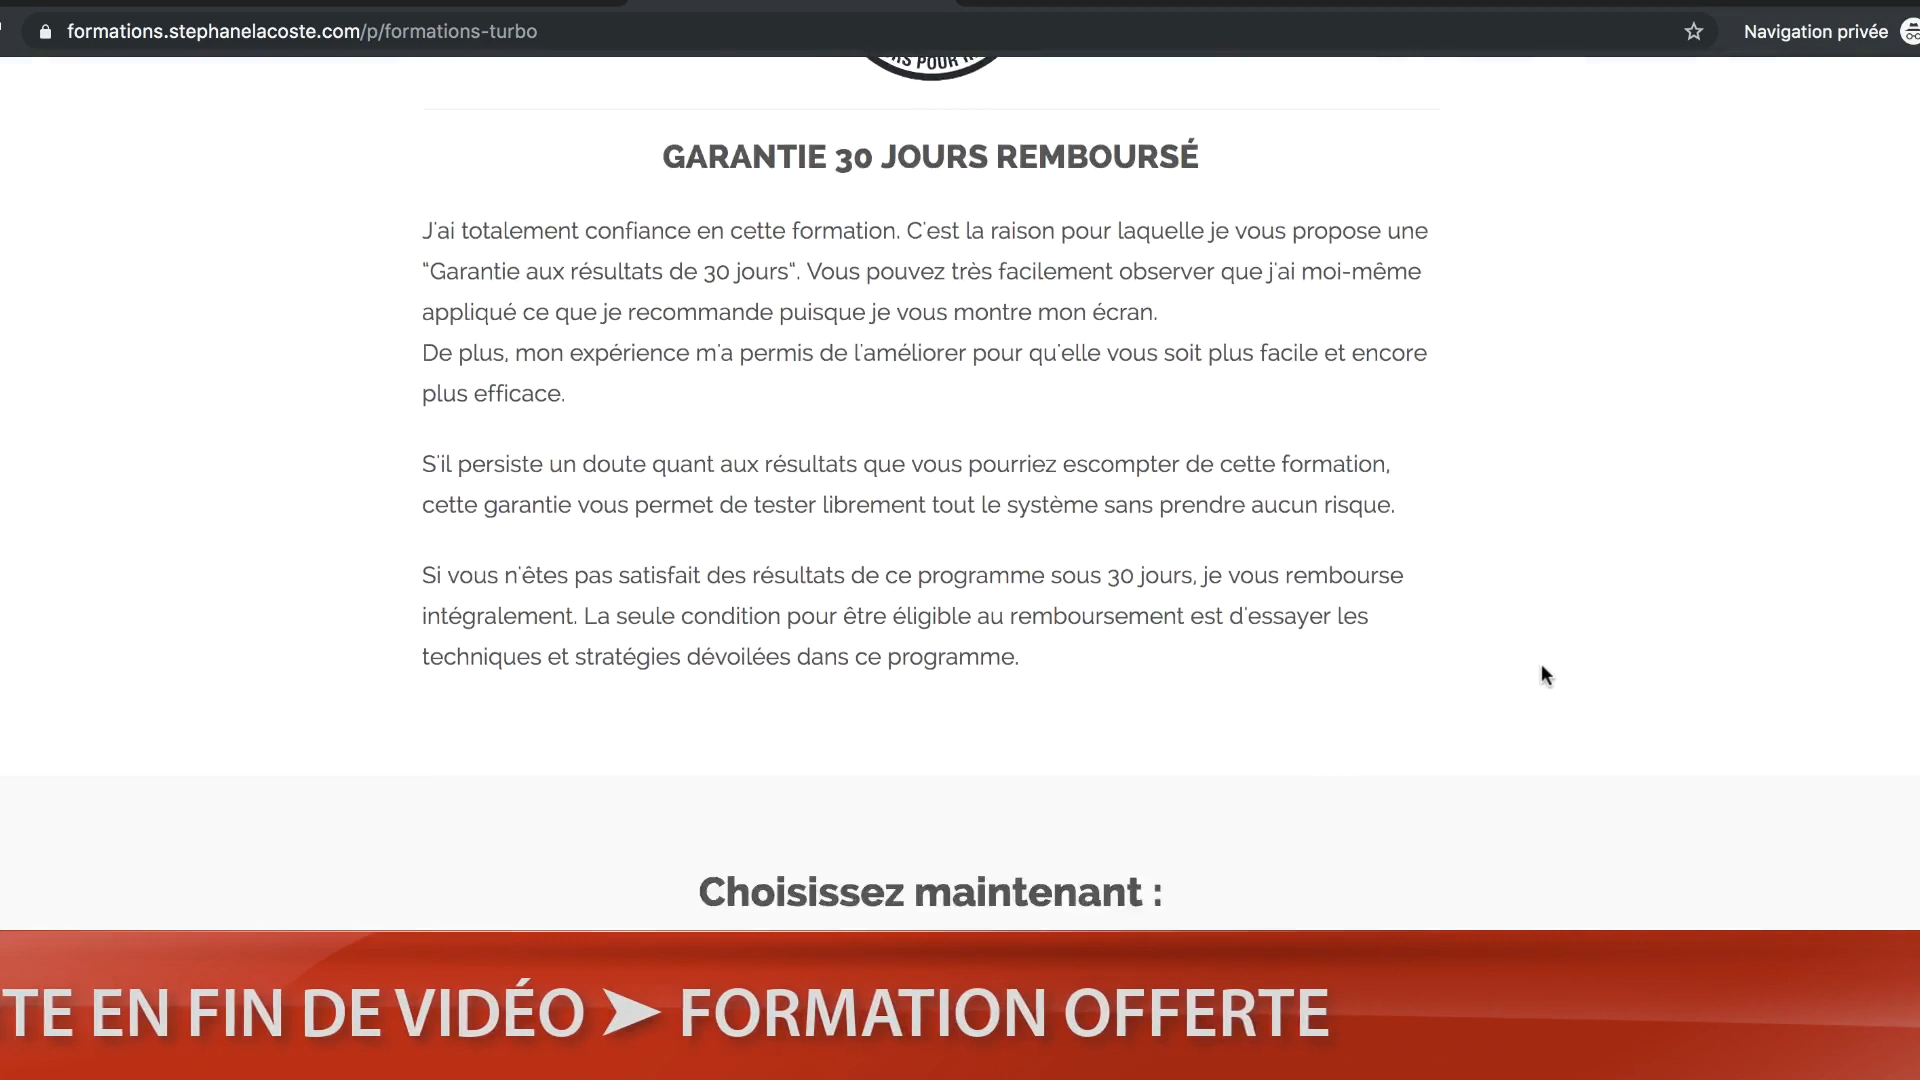 formations.stephanelacoste.com/p/formations-turbo
Navigation privée
POUR
GARANTIE 30 JOURS REMBOURSÉ
J'ai totalement confiance en cette formation. C'est la raison pour laquelle je vous propose une
“Garantie aux résultats de 30 jours“. Vous pouvez très facilement observer que j'ai moi-même
appliqué ce que je recommande puisque je vous montre mon écran.
De plus, mon expérience m'a permis de l'améliorer pour qu'elle vous soit plus facile et encore
plus efficace.
S'il persiste un doute quant aux résultats que vous pourriez escompter de cette formation,
cette garantie vous permet de tester librement tout le système sans prendre aucun risque.
Si vous n'êtes pas satisfait des résultats de ce programme sous 30 jours, je vous rembourse
intégralement. La seule condition pour être éligible au remboursement est d'essayer les
techniques et stratégies dévoilées dans ce programme.
Choisissez maintenant :
TE EN FIN DE VIDÉO ➤ FORMATION OFFERTE